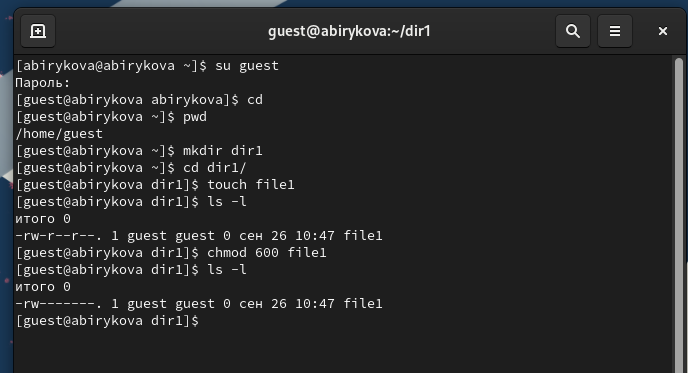 guest@abirykova:~/dir1
[abirykova@abirykova ~]$ su guest
Пароль:
[guest@abirykova abirykova]$ cd
[guest@abirykova ~]$ pwd
/home/guest
[guest@abirykova ~]$ mkdir dir1
[guest@abirykova ~]$ cd dir1/
[guest@abirykova dir1]$ touch file1
[guest@abirykova dir1]$ ls -l
итого 0
-rw-r--r--. 1 guest guest 0 сен 26 10:47 file1
[guest@abirykova dir1]$ chmod 600 file1
[guest@abirykova dir1]$ ls -l
итого 0
-rw-------. 1 guest guest 0 сен 26 10:47 file1
[guest@abirykova dir1]$